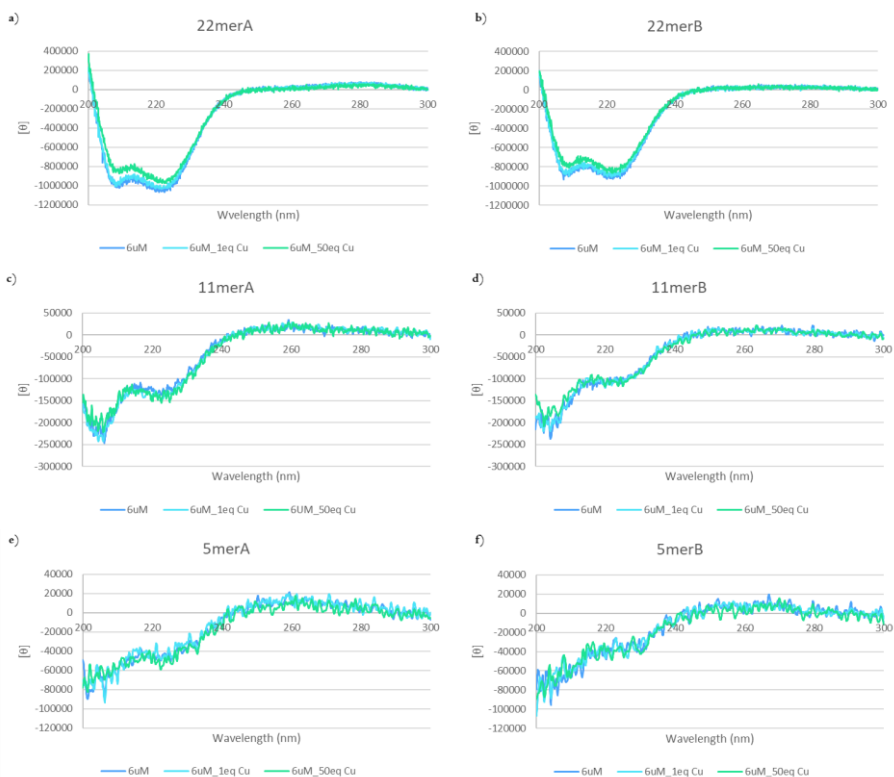 a)
22merA
400000
200000
0
-200000
-400000
-600000
-800000
-1000000
-1200000
[θ]
200 220 240 260 280 300
Wvelength (nm)
6uM 6uM_1eq Cu 6uM_50eq Cu
b)
22merB
400000
200000
0
-200000
-400000
-600000
-800000
-1000000
-1200000
[θ]
200 220 240 260 280 300
Wvelength (nm)
6uM 6uM_1eq Cu 6uM_50eq Cu
c)
11merA
50000
0
-50000
-100000
-150000
-200000
-250000
-300000
[θ]
200 220 240 260 280 300
Wavelength (nm)
6uM 6uM_1eq Cu 6UM_50eq Cu
d)
11merB
50000
0
-50000
-100000
-150000
-200000
-250000
-300000
[θ]
200 220 240 260 280 300
Wavelength (nm)
6uM 6uM_1eq Cu 6uM_50eq Cu
e)
5merA
40000
20000
0
-20000
-40000
-60000
-80000
-100000
-120000
[θ]
200 220 240 260 280 300
Wavelength (nm)
6uM 6uM_1eq Cu 6uM_50eq Cu
f)
5merB
40000
20000
0
-20000
-40000
-60000
-80000
-100000
-120000
[θ]
200 220 240 260 280 300
Wavelength (nm)
6uM 6uM_1eq Cu 6uM_50eq Cu